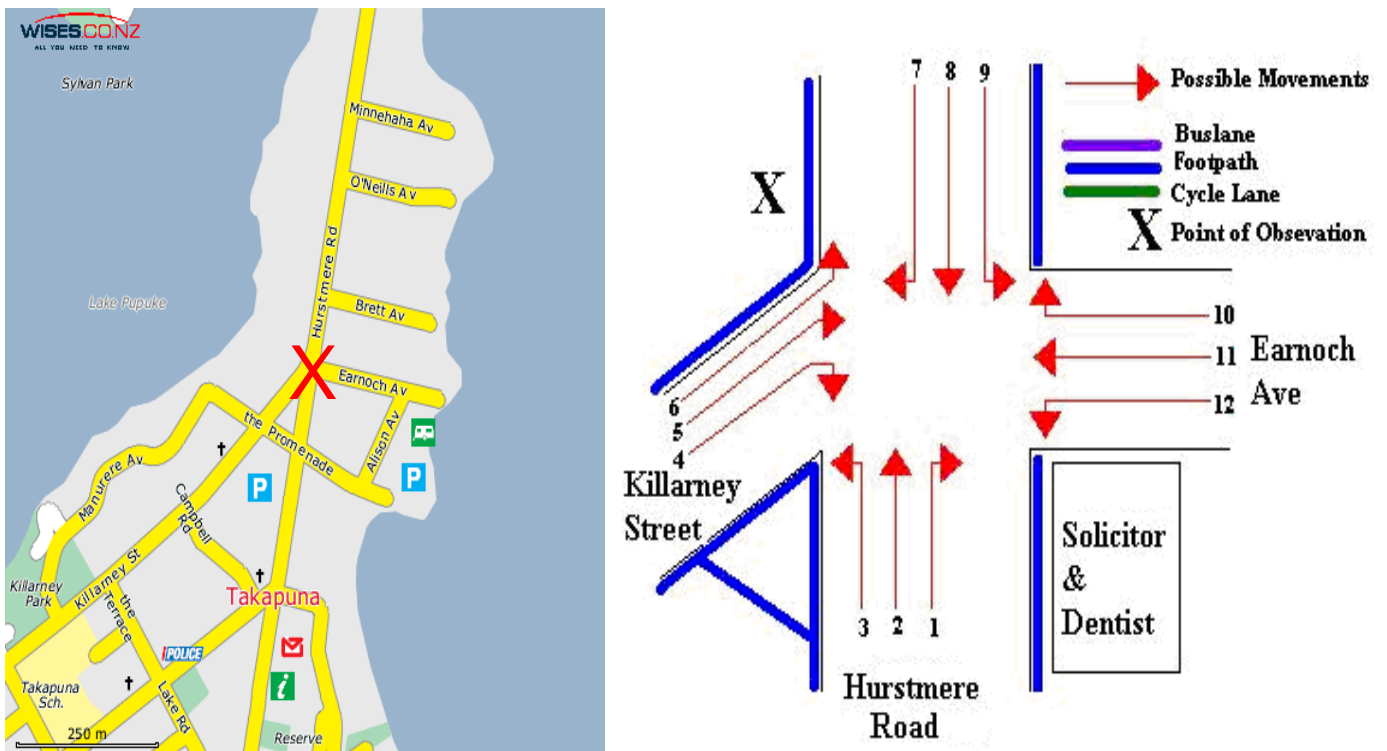 WISES.CO.NZ
ALL YOU NEED TO KNOW
Sylvan Park
Minnehaha Av
O'Neills Av
Hurstmere Rd
Lake Pupuke
Brett Av
Earnoch Av
the Promenade
Alison Av
Manurere Av
P
P
Campbell
Rd
Killarney St
Killarney
Park
the
Terrace
Takapuna
POLICE
i
Takapuna
Sch.
Lake Rd
250 m
Reserve
X
7
8
9
Possible Movements
Buslane
Footpath
Cycle Lane
X
X Point of Obsevation
10
11
12
Earnoch
Ave
6
5
4
Killarney
Street
3
2
1
Hurstmere
Road
Solicitor
&
Dentist